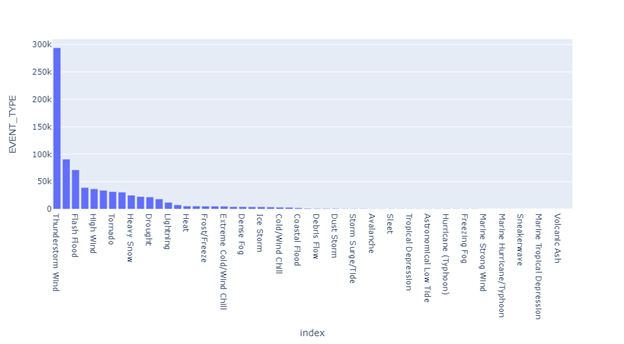 300k
250k
200k
150k
100k
50k
0
EVENT_TYPE
Thunderstorm Wind
Flash Flood
High Wind
Tornado
Heavy Snow
Drought
Lightning
Heat
Frost/Freeze
Extreme Cold/Wind Chill
Dense Fog
Ice Storm
Cold/Wind Chill
Coastal Flood
Debris Flow
Dust Storm
Storm Surge/Tide
Avalanche
Sleet
Tropical Depression
Astronomical Low Tide
Hurricane (Typhoon)
Freezing Fog
Marine Strong Wind
Marine Hurricane/Typhoon
Sneakerwave
Marine Tropical Depression
Volcanic Ash
index